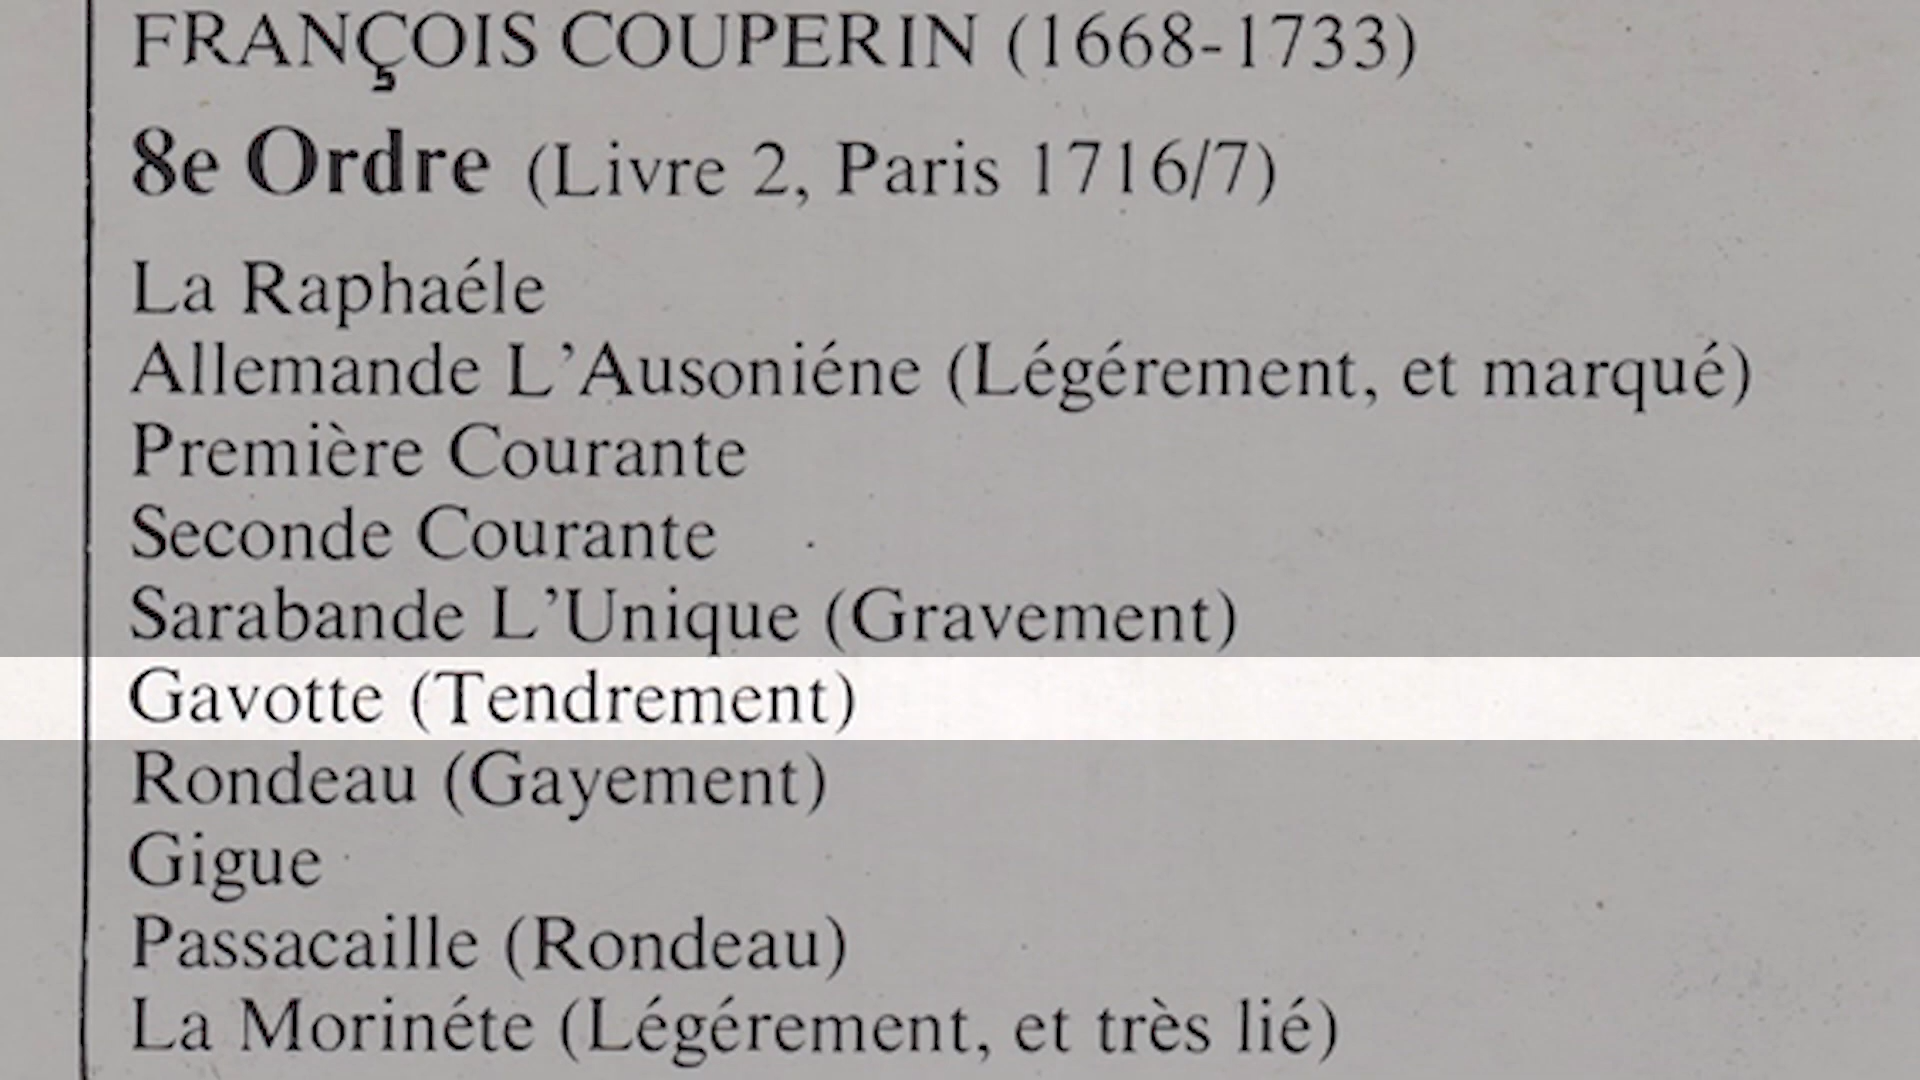 FRANÇOIS COUPERIN (1668-1733)
8e Ordre (Livre 2, Paris 1716/7)
La Raphaéle
Allemande L’Ausoniéne (Légérement, et marqué)
Première Courante
Seconde Courante
Sarabande L’Unique (Gravement)
Gavotte (Tendrement)
Rondeau (Gayement)
Gigue
Passacaille (Rondeau)
La Morinéte (Légérement, et très lié)